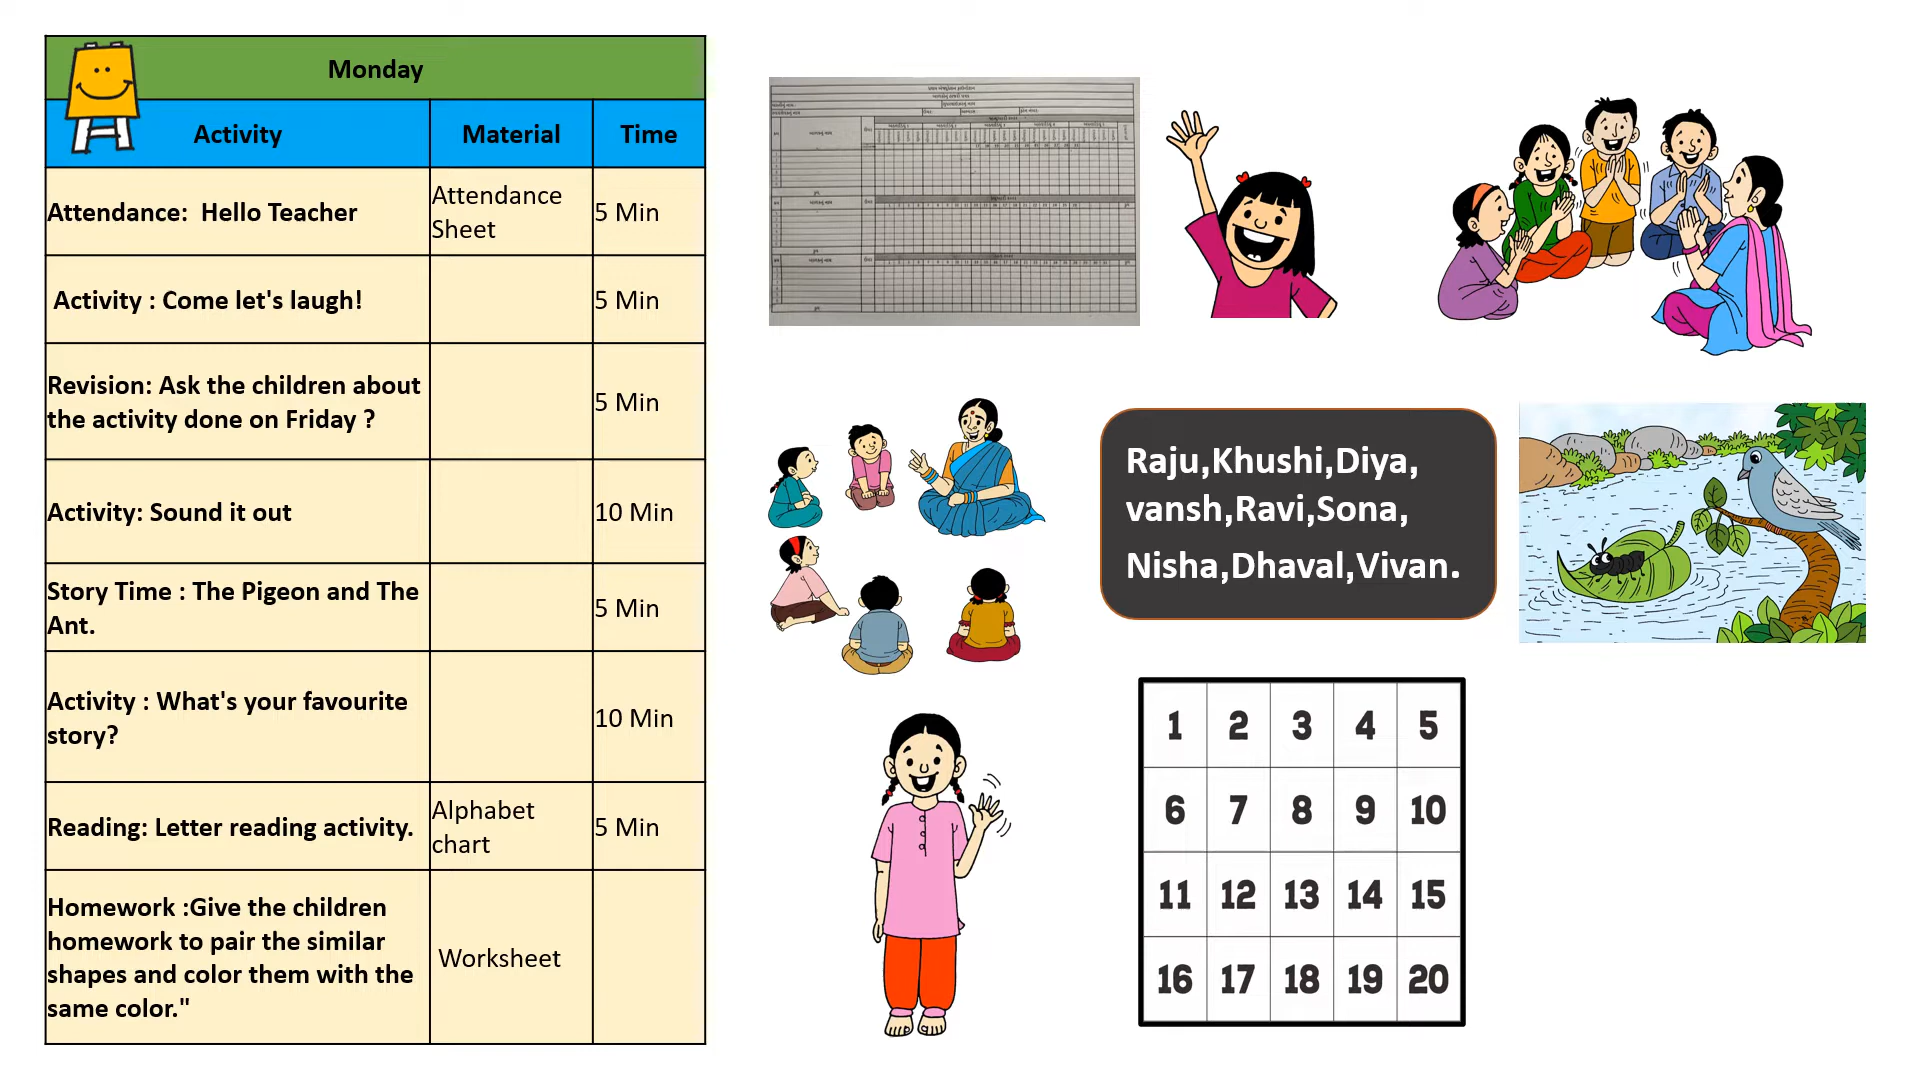 Monday
Activity Material Time
Attendance:  Hello Teacher
Attendance
Sheet
5 Min
Activity : Come let's laugh!
5 Min
Revision: Ask the children about
the activity done on Friday ?
5 Min
Activity: Sound it out
10 Min
Story Time : The Pigeon and The
Ant.
5 Min
Activity : What's your favourite
story?
10 Min
Reading: Letter reading activity.
Alphabet
chart
5 Min
Homework :Give the children
homework to pair the similar
shapes and color them with the
same color."
Worksheet
Raju,Khushi,Diya,
vansh,Ravi,Sona,
Nisha,Dhaval,Vivan.
1 2 3 4 5
6 7 8 9 10
11 12 13 14 15
16 17 18 19 20